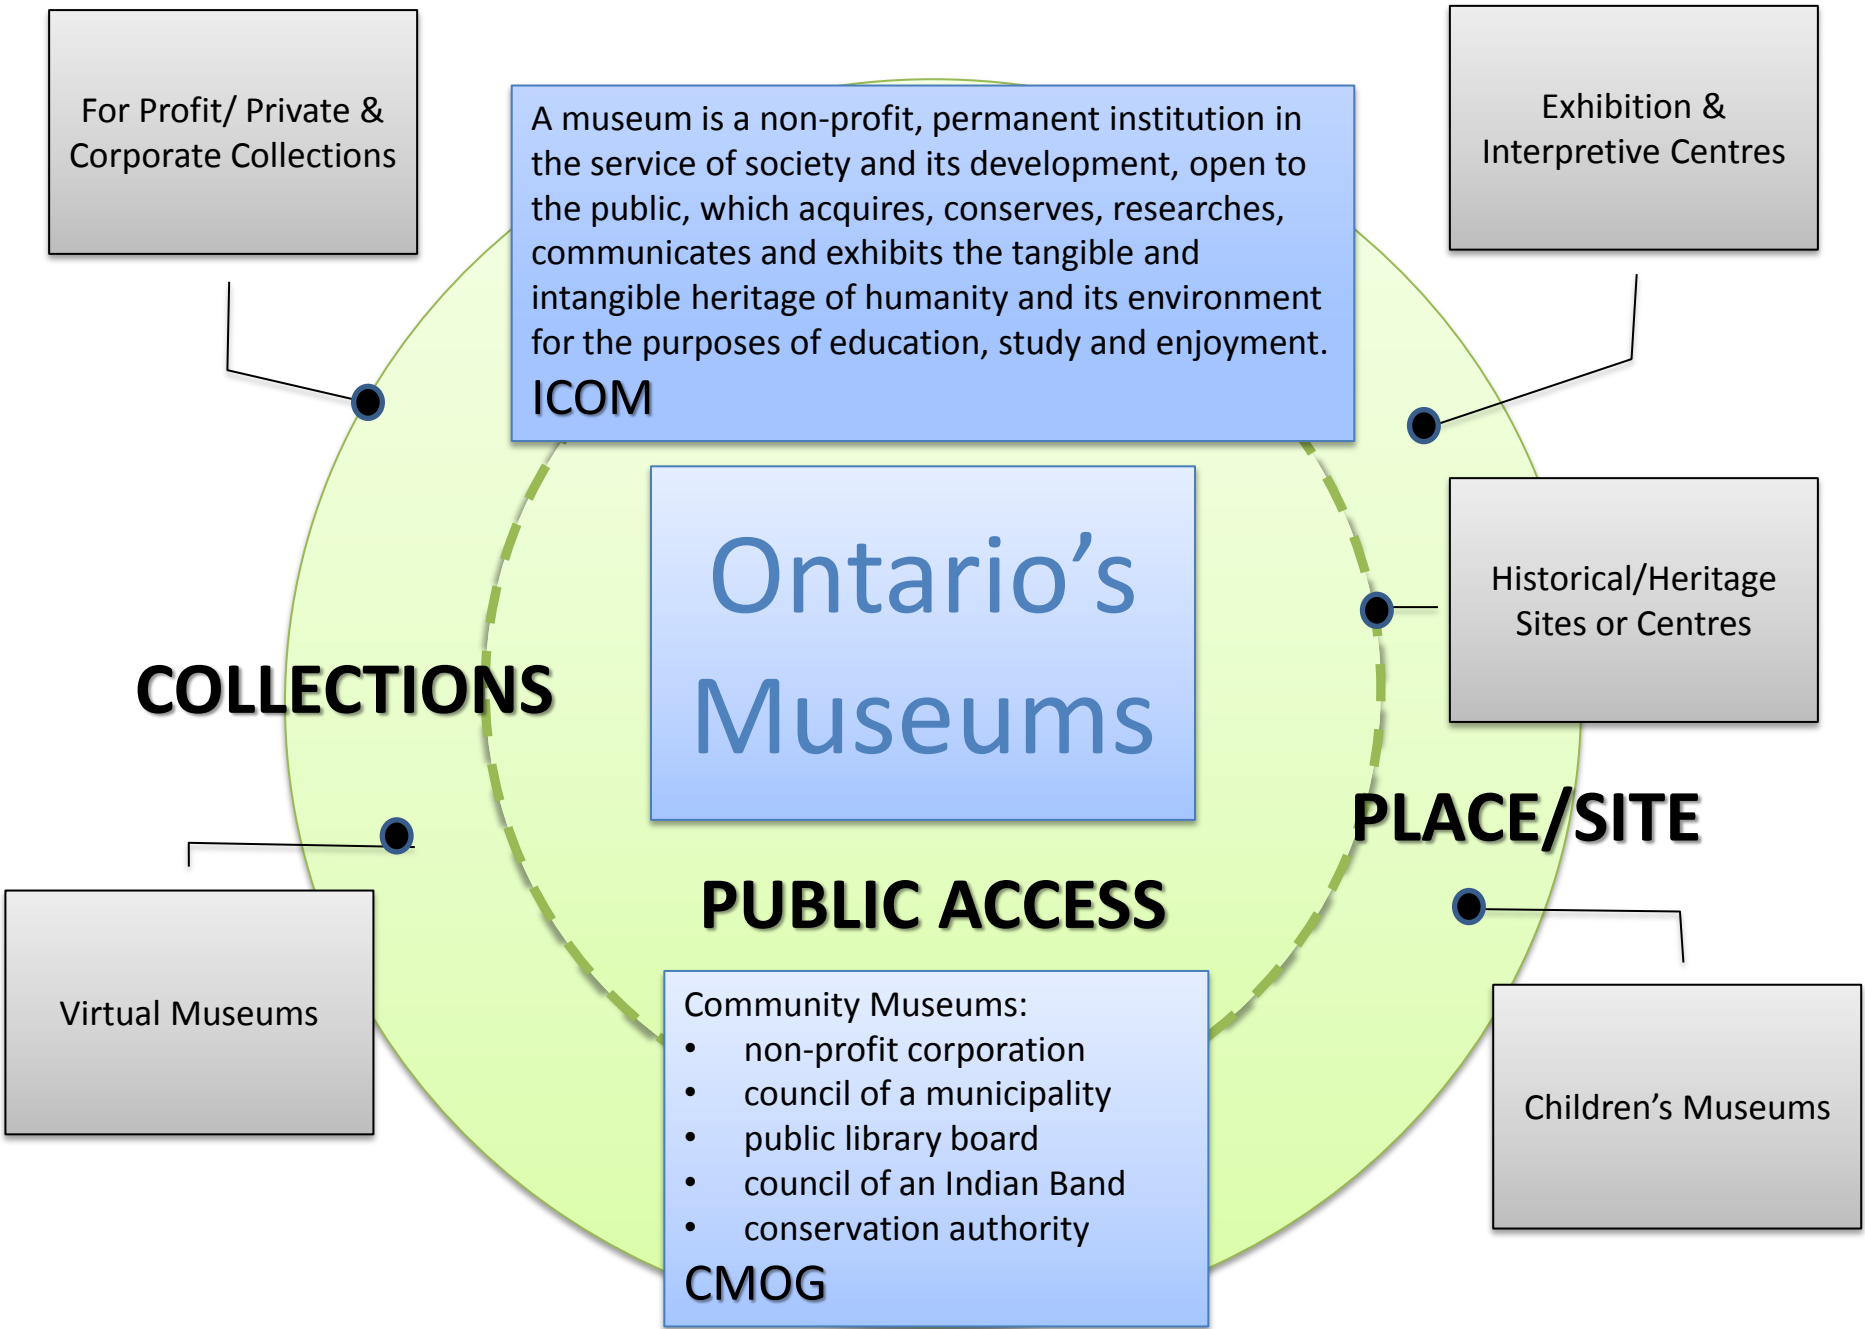 For Profit/ Private &
Corporate Collections
A museum is a non-profit, permanent institution in
the service of society and its development, open to
the public, which acquires, conserves, researches,
communicates and exhibits the tangible and
intangible heritage of humanity and its environment
for the purposes of education, study and enjoyment.
ICOM
Exhibition &
Interpretive Centres
Ontario’s
Museums
Historical/Heritage
Sites or Centres
COLLECTIONS
PLACE/SITE
PUBLIC ACCESS
Virtual Museums
Community Museums:
• non-profit corporation
• council of a municipality
• public library board
• council of an Indian Band
• conservation authority
CMOG
Children’s Museums